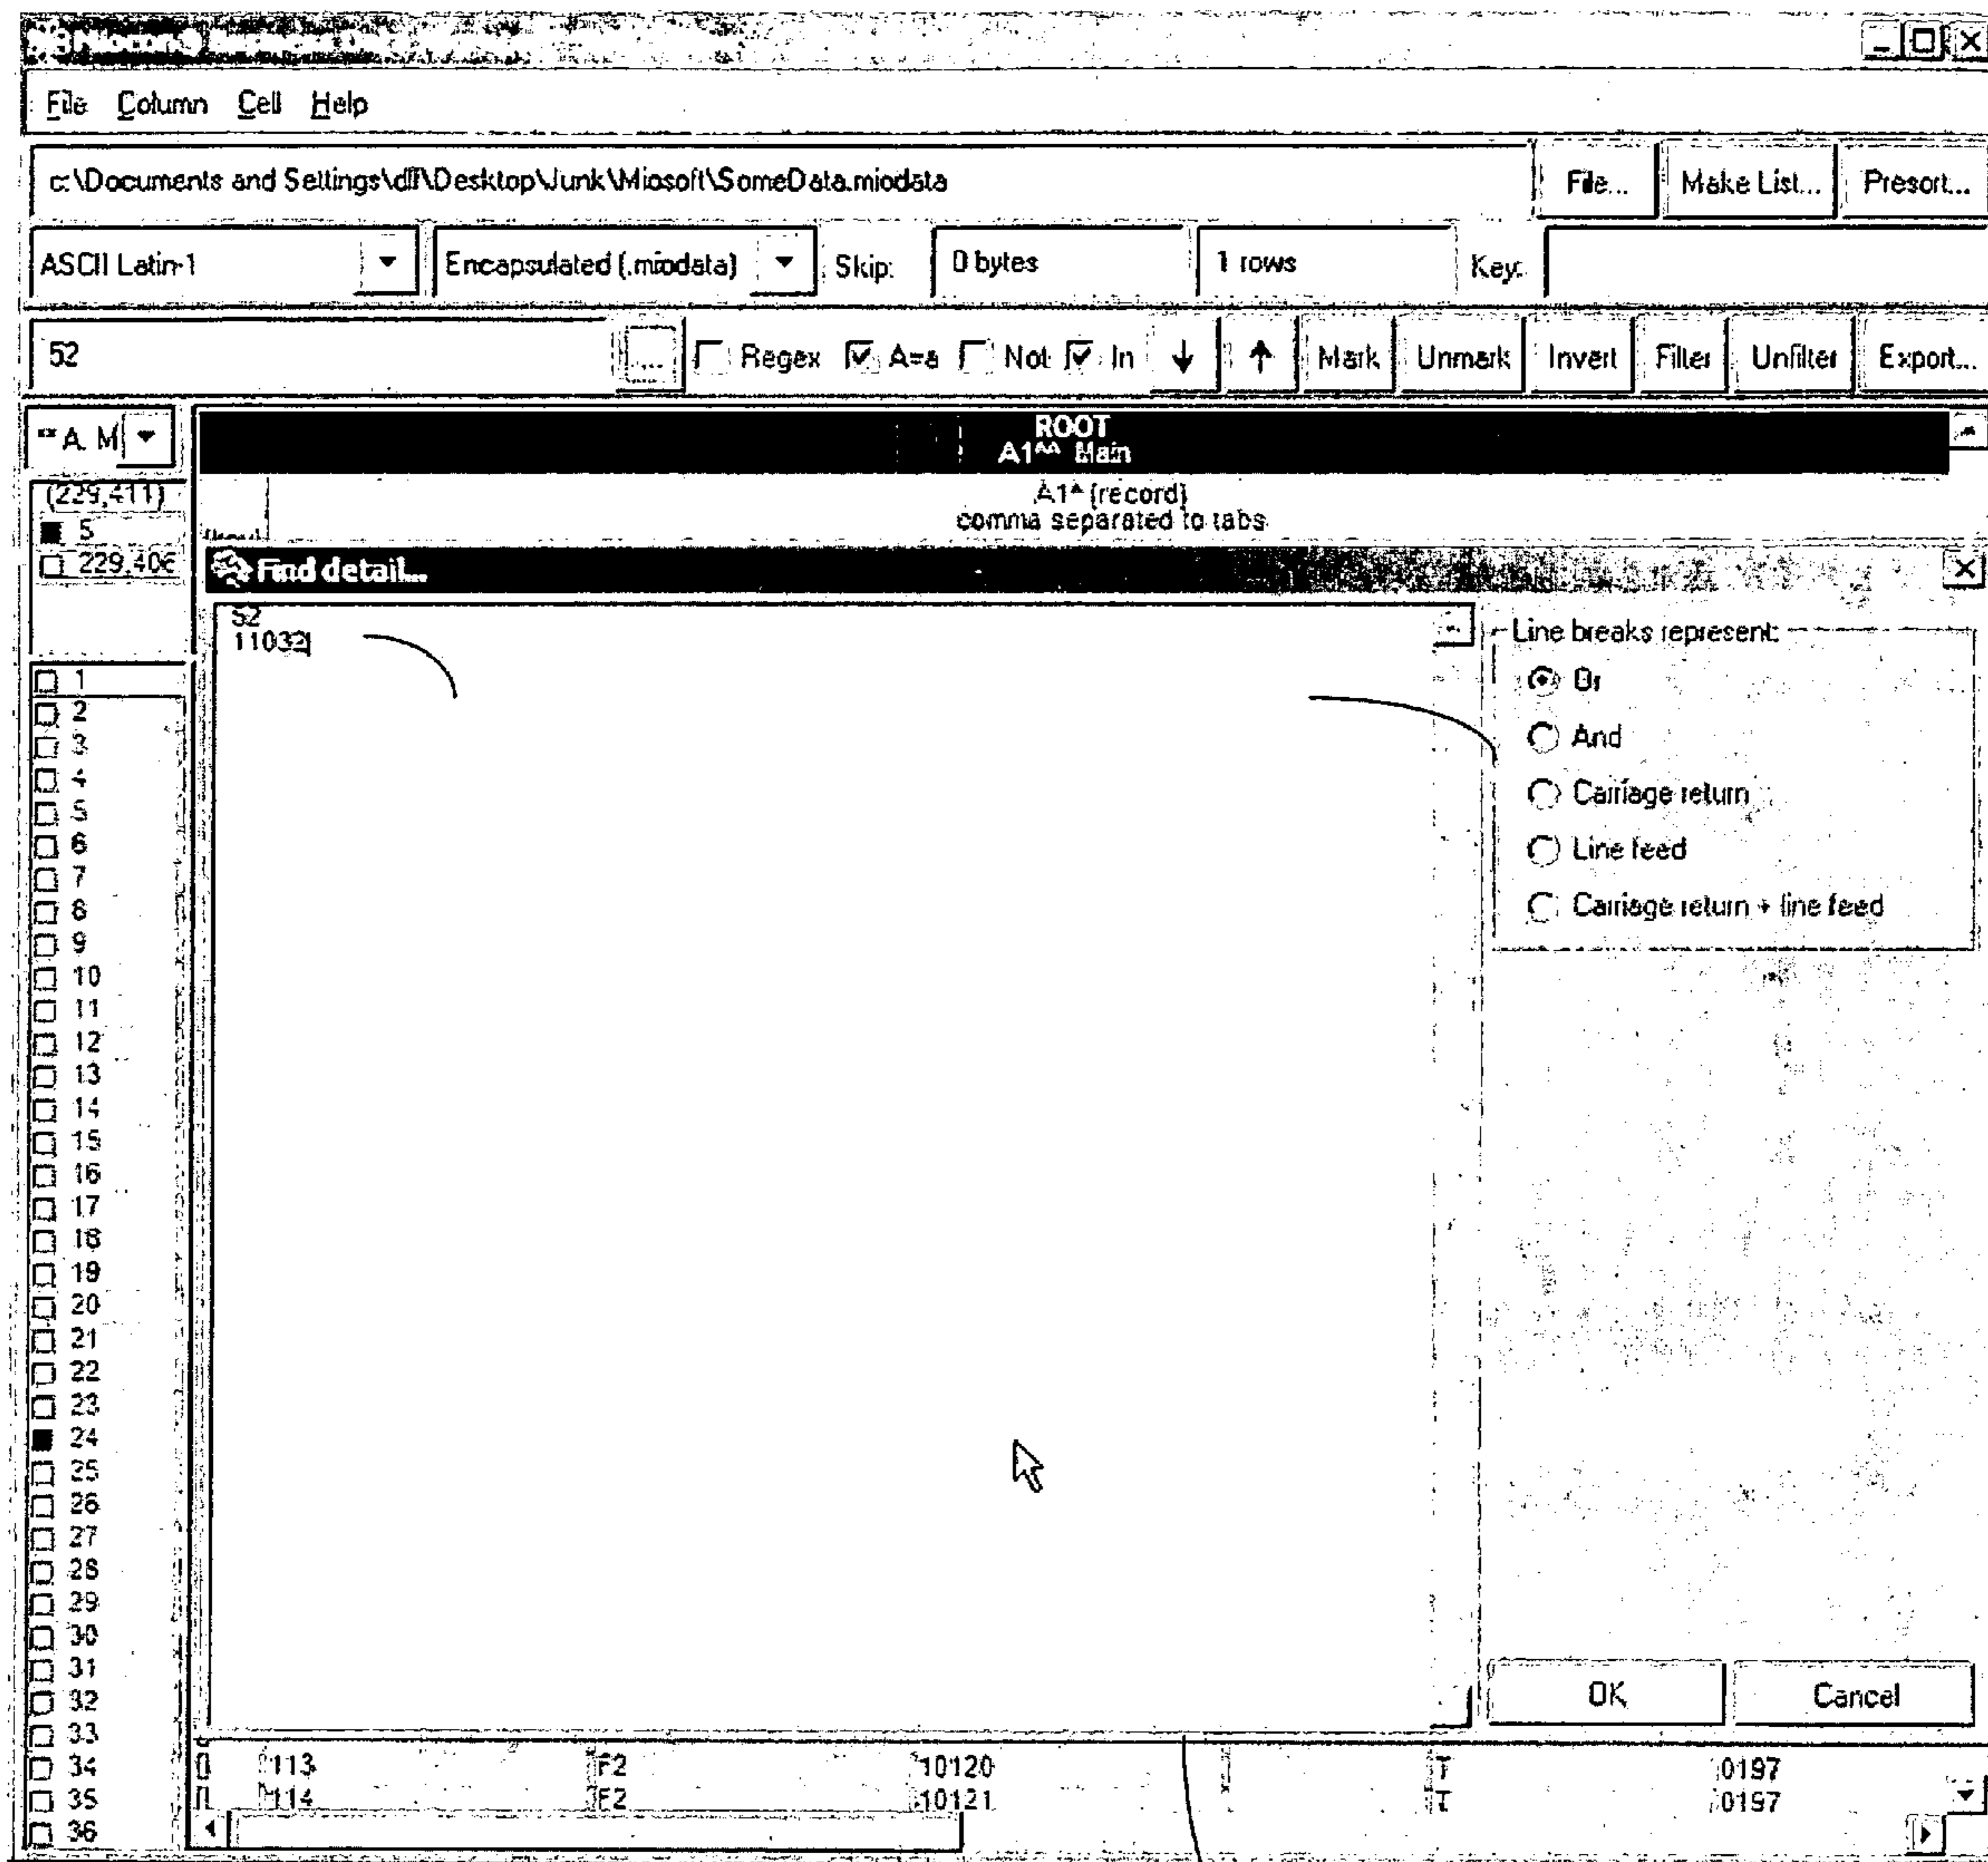 File Column Cell Help
c:\Documents and Settings\dlf\Desktop\Junk\Miosoft\SomeData.miodata File... Make List... Presort...
ASCII Latin-1 Encapsulated (.miodata) Skip: 0 bytes 1 rows Key:
52 ... Regex A=a Not In Mark Unmark Invert Filter Unfilter Export...
** A. M
ROOT
A1^^ Main
(229,411)
A1^ (record)
comma separated to tabs
5
229,406
Find detail...
52
11032
Line breaks represent:
Or
And
Carriage return
Line feed
Carriage return + line feed
1
2
3
4
5
6
7
8
9
10
11
12
13
14
15
16
17
18
19
20
21
22
23
24
25
26
27
28
29
30
31
32
33
OK Cancel
34 113 F2 10120 T 0197
35 114 F2 10121 T 0197
36